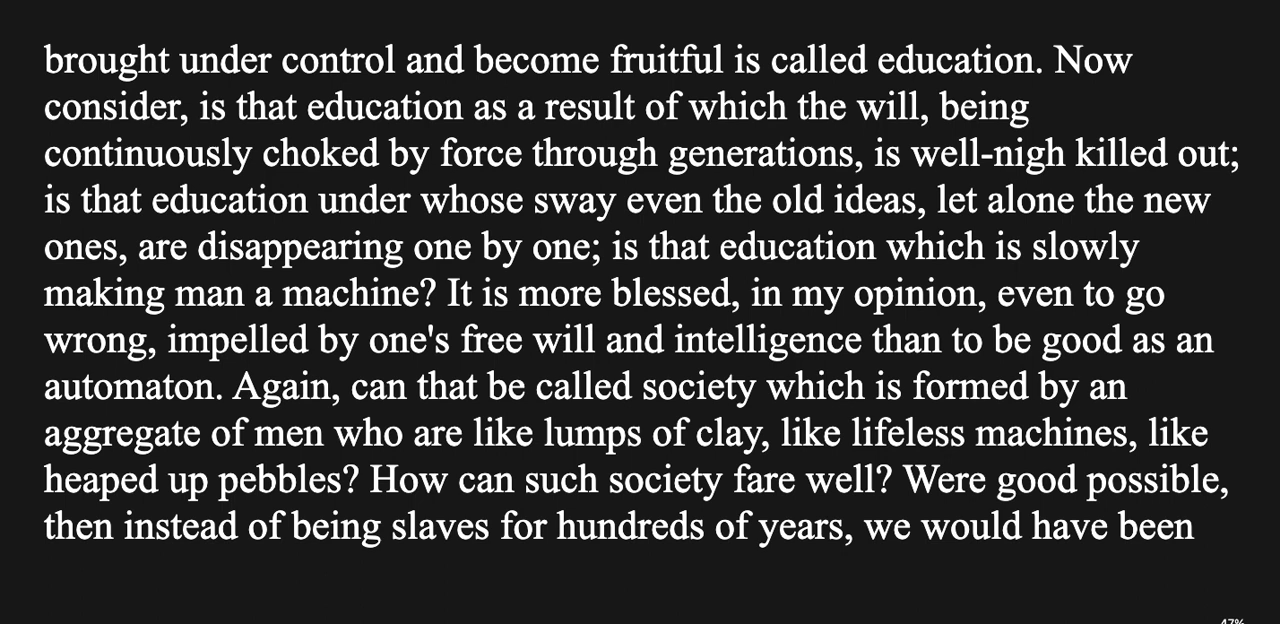 brought under control and become fruitful is called education. Now
consider, is that education as a result of which the will, being
continuously choked by force through generations, is well-nigh killed out;
is that education under whose sway even the old ideas, let alone the new
ones, are disappearing one by one; is that education which is slowly
making man a machine? It is more blessed, in my opinion, even to go
wrong, impelled by one's free will and intelligence than to be good as an
automaton. Again, can that be called society which is formed by an
aggregate of men who are like lumps of clay, like lifeless machines, like
heaped up pebbles? How can such society fare well? Were good possible,
then instead of being slaves for hundreds of years, we would have been
47%